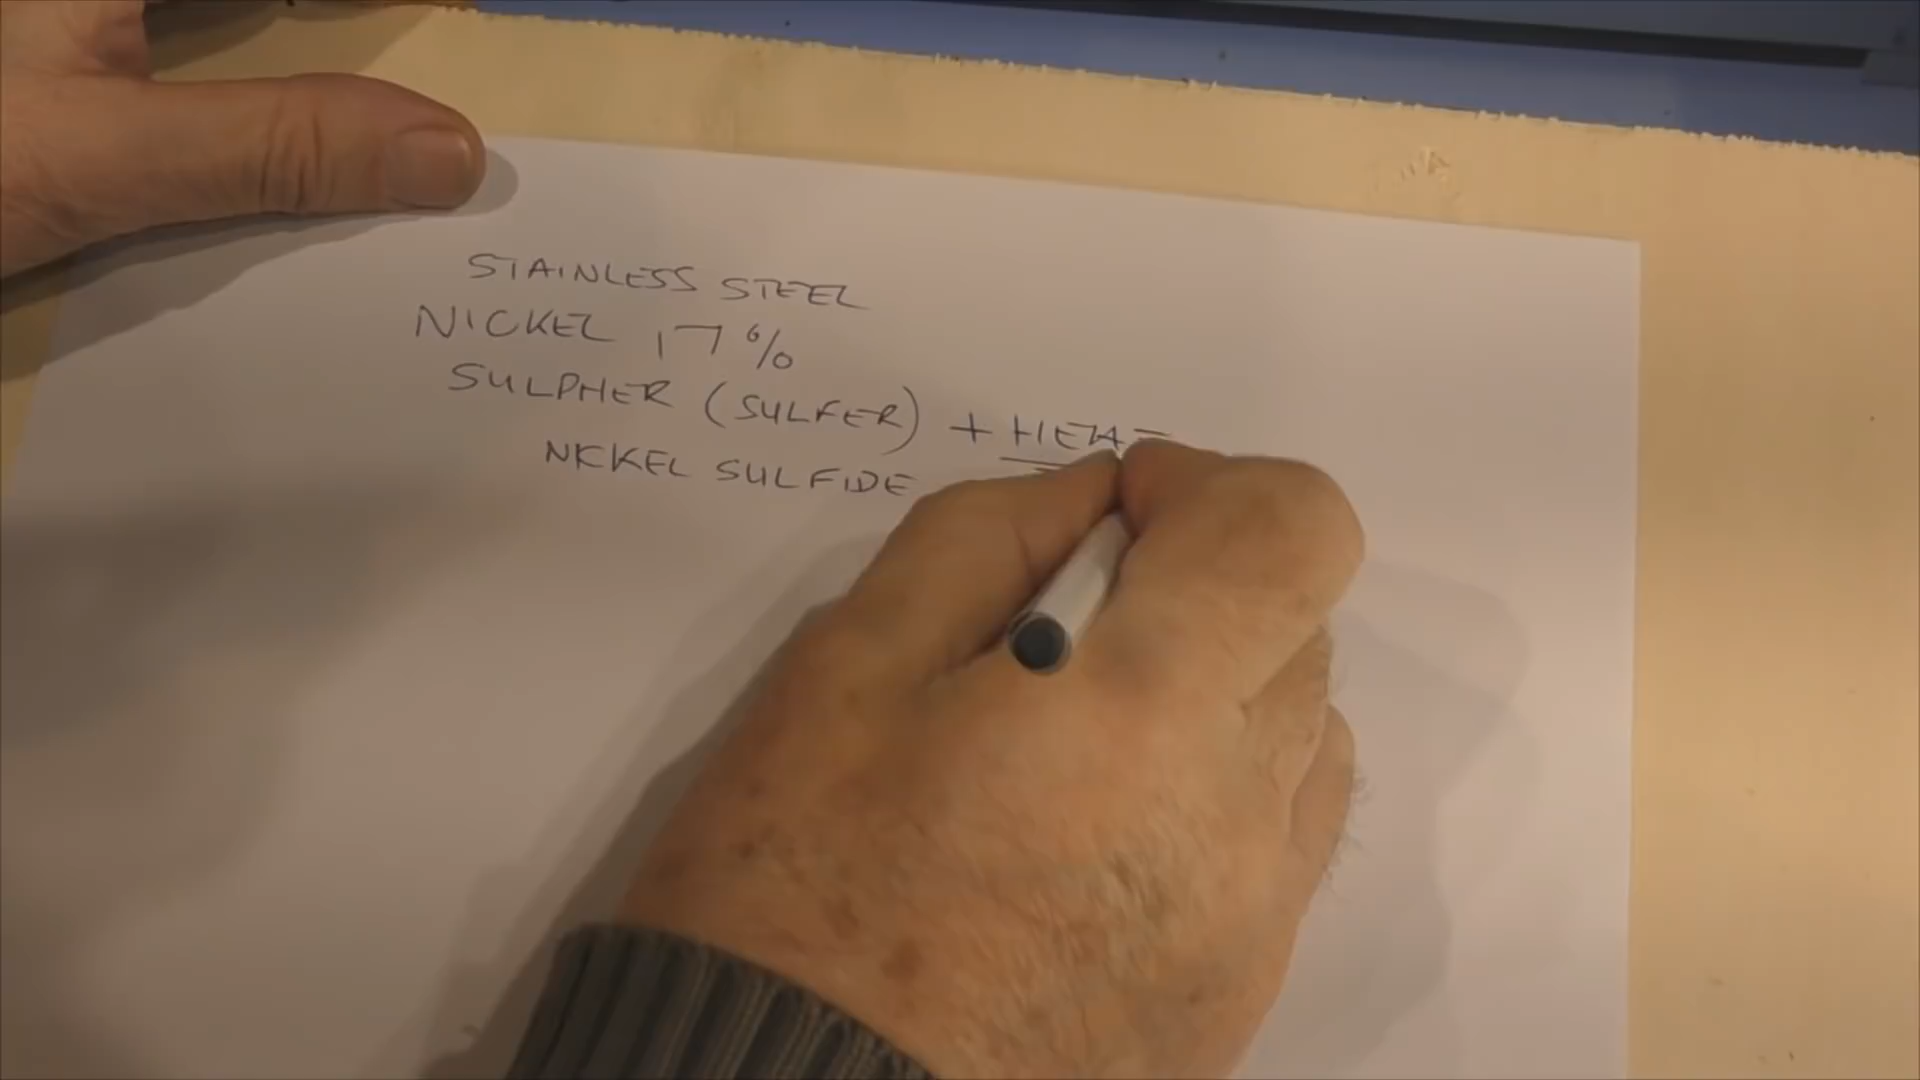 STAINLESS STEEL
NICKEL 17%
SULPHER (SULFER) + HEAT
NICKEL SULFIDE